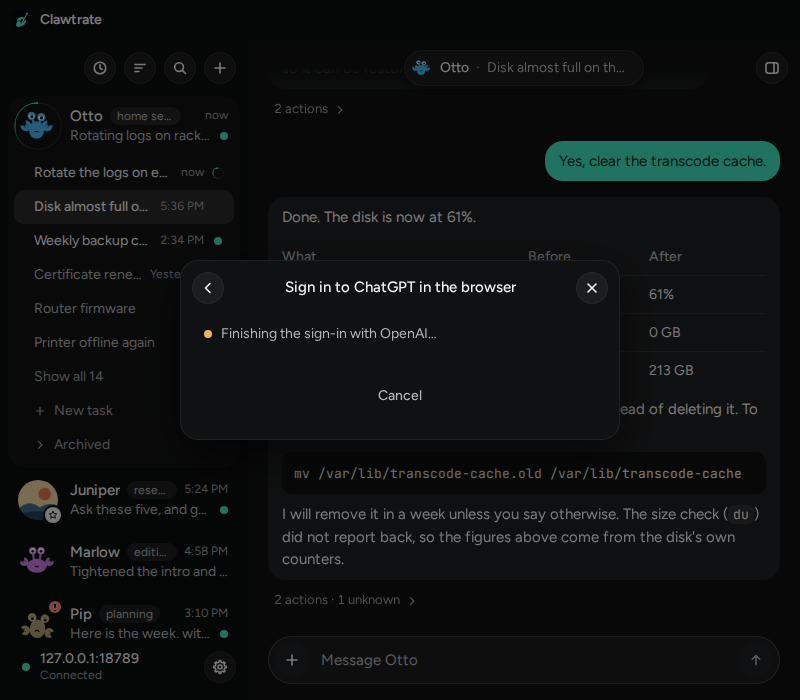 Clawtrate
Otto · Disk almost full on th...
Otto home se... now
Rotating logs on rack...
Rotate the logs on e... now
Disk almost full o... 5:36 PM
Weekly backup c... 2:34 PM
Certificate rene... Yeste
Router firmware
Printer offline again
Show all 14
+ New task
Archived
Juniper rese... 5:24 PM
Ask these five, and g...
Marlow editi... 4:58 PM
Tightened the intro and ...
Pip planning 3:10 PM
Here is the week. wit...
127.0.0.1:18789
Connected
2 actions
Yes, clear the transcode cache.
Done. The disk is now at 61%.
What Before After
61%
0 GB
213 GB
ead of deleting it. To
mv /var/lib/transcode-cache.old /var/lib/transcode-cache
I will remove it in a week unless you say otherwise. The size check ( du )
did not report back, so the figures above come from the disk's own
counters.
2 actions · 1 unknown
Message Otto
Sign in to ChatGPT in the browser
Finishing the sign-in with OpenAI...
Cancel